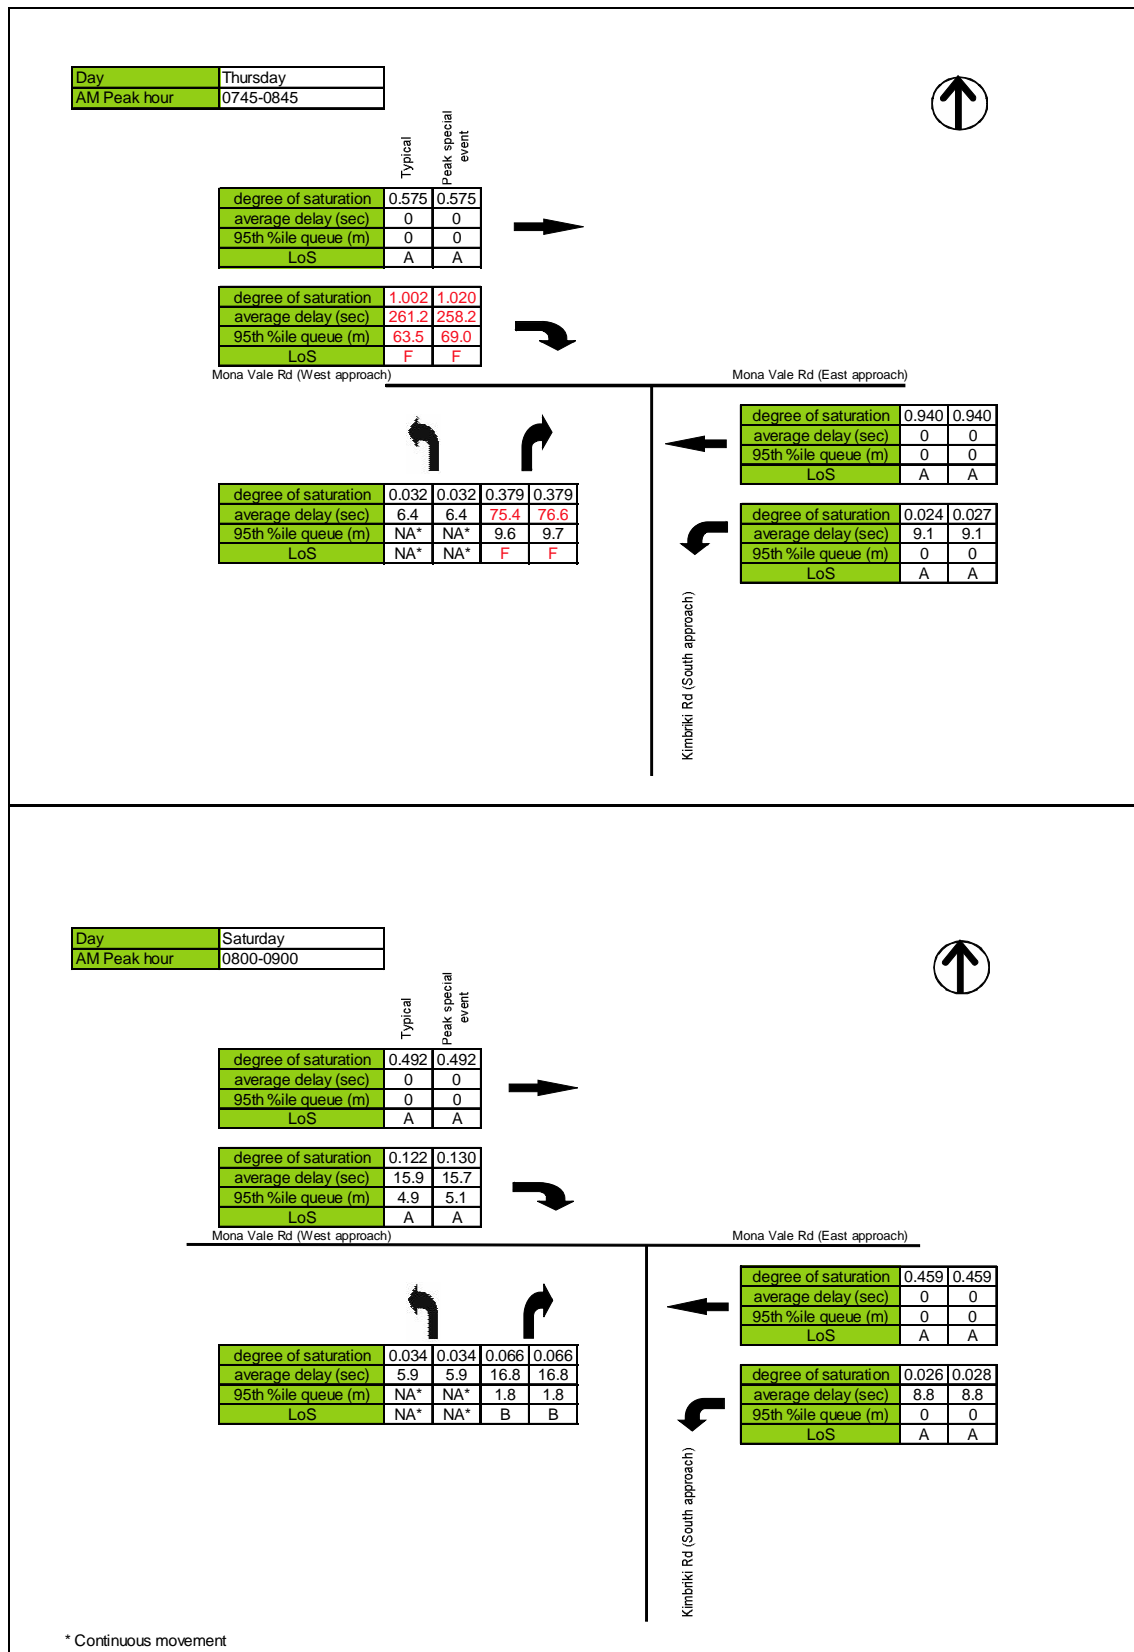 Day Thursday
AM Peak hour 0745-0845
Typical
Peak special event
degree of saturation 0.575 0.575
average delay (sec) 0 0
95th %ile queue (m) 0 0
LoS A A
degree of saturation 1.002 1.020
average delay (sec) 261.2 258.2
95th %ile queue (m) 63.5 69.0
LoS F F
Mona Vale Rd (West approach)
Mona Vale Rd (East approach)
degree of saturation 0.940 0.940
average delay (sec) 0 0
95th %ile queue (m) 0 0
LoS A A
degree of saturation 0.032 0.032 0.379 0.379
average delay (sec) 6.4 6.4 75.4 76.6
95th %ile queue (m) NA* NA* 9.6 9.7
LoS NA* NA* F F
degree of saturation 0.024 0.027
average delay (sec) 9.1 9.1
95th %ile queue (m) 0 0
LoS A A
Kimbriki Rd (South approach)
Day Saturday
AM Peak hour 0800-0900
Typical
Peak special event
degree of saturation 0.492 0.492
average delay (sec) 0 0
95th %ile queue (m) 0 0
LoS A A
degree of saturation 0.122 0.130
average delay (sec) 15.9 15.7
95th %ile queue (m) 4.9 5.1
LoS A A
Mona Vale Rd (West approach)
Mona Vale Rd (East approach)
degree of saturation 0.459 0.459
average delay (sec) 0 0
95th %ile queue (m) 0 0
LoS A A
degree of saturation 0.034 0.034 0.066 0.066
average delay (sec) 5.9 5.9 16.8 16.8
95th %ile queue (m) NA* NA* 1.8 1.8
LoS NA* NA* B B
degree of saturation 0.026 0.028
average delay (sec) 8.8 8.8
95th %ile queue (m) 0 0
LoS A A
Kimbriki Rd (South approach)
* Continuous movement